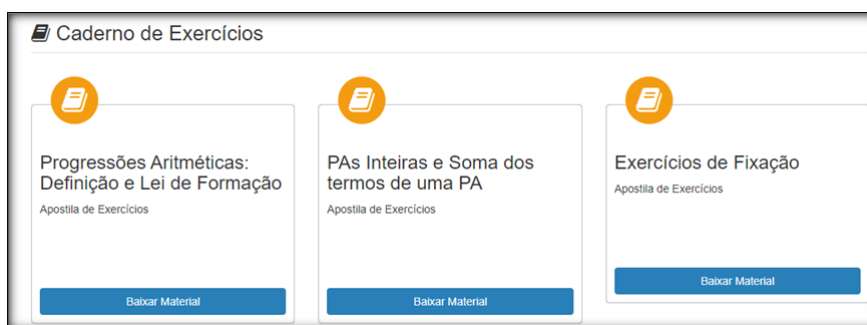 Caderno de Exercícios
Progressões Aritméticas:
Definição e Lei de Formação
Apostila de Exercícios
Baixar Material
PAs Inteiras e Soma dos
termos de uma PA
Apostila de Exercícios
Baixar Material
Exercícios de Fixação
Apostila de Exercícios
Baixar Material